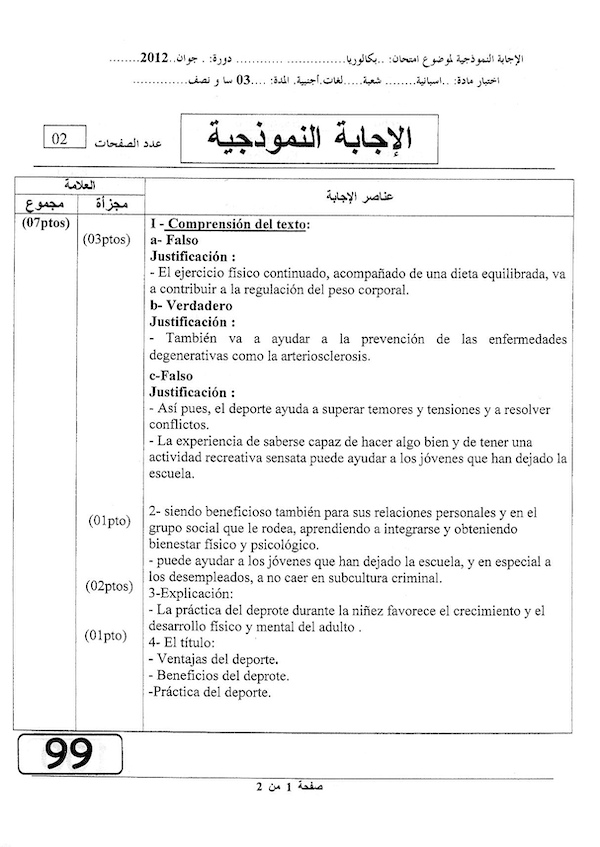 الإجابة النموذجية لموضوع امتحان: ..بكالوريا............... ............ دورة: . جوان..2012........
اختبار مادة: ..اسبانية........ شعبة.....لغات.أجنبية. المدة: ....03 سا و نصف.............
الإجابة النموذجية
عدد الصفحات 02
عناصر الإجابة
العلامة
مجزأة
مجموع
(07ptos)
I - Comprensión del texto:
(03ptos)
a- Falso
Justificación :
- El ejercicio físico continuado, acompañado de una dieta equilibrada, va
a contribuir a la regulación del peso corporal.
b- Verdadero
Justificación :
- También va a ayudar a la prevención de las enfermedades
degenerativas como la arteriosclerosis.
c-Falso
Justificación :
- Así pues, el deporte ayuda a superar temores y tensiones y a resolver
conflictos.
- La experiencia de saberse capaz de hacer algo bien y de tener una
actividad recreativa sensata puede ayudar a los jóvenes que han dejado la
escuela.
(01pto)
2- siendo beneficioso también para sus relaciones personales y en el
grupo social que le rodea, aprendiendo a integrarse y obteniendo
bienestar físico y psicológico.
- puede ayudar a los jóvenes que han dejado la escuela, y en especial a
los desempleados, a no caer en subcultura criminal.
(02ptos)
3-Explicación:
- La práctica del deprote durante la niñez favorece el crecimiento y el
desarrollo físico y mental del adulto .
(01pto)
4- El título:
- Ventajas del deporte.
- Beneficios del deprote.
-Práctica del deporte.
99
صفحة 1 من 2